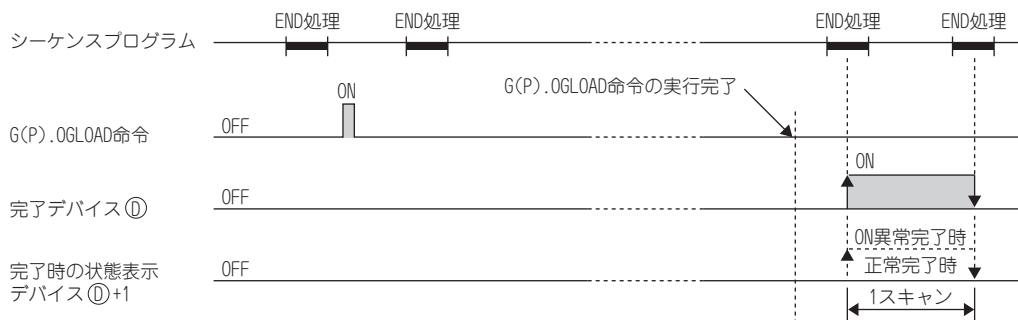 END処理 END処理 END処理 END処理
シーケンスプログラム
G(P).OGLOAD命令の実行完了
ON
G(P).OGLOAD命令 OFF
ON
完了デバイスⒹ OFF
ON異常完了時
完了時の状態表示 OFF 正常完了時
デバイスⒹ+1
1スキャン